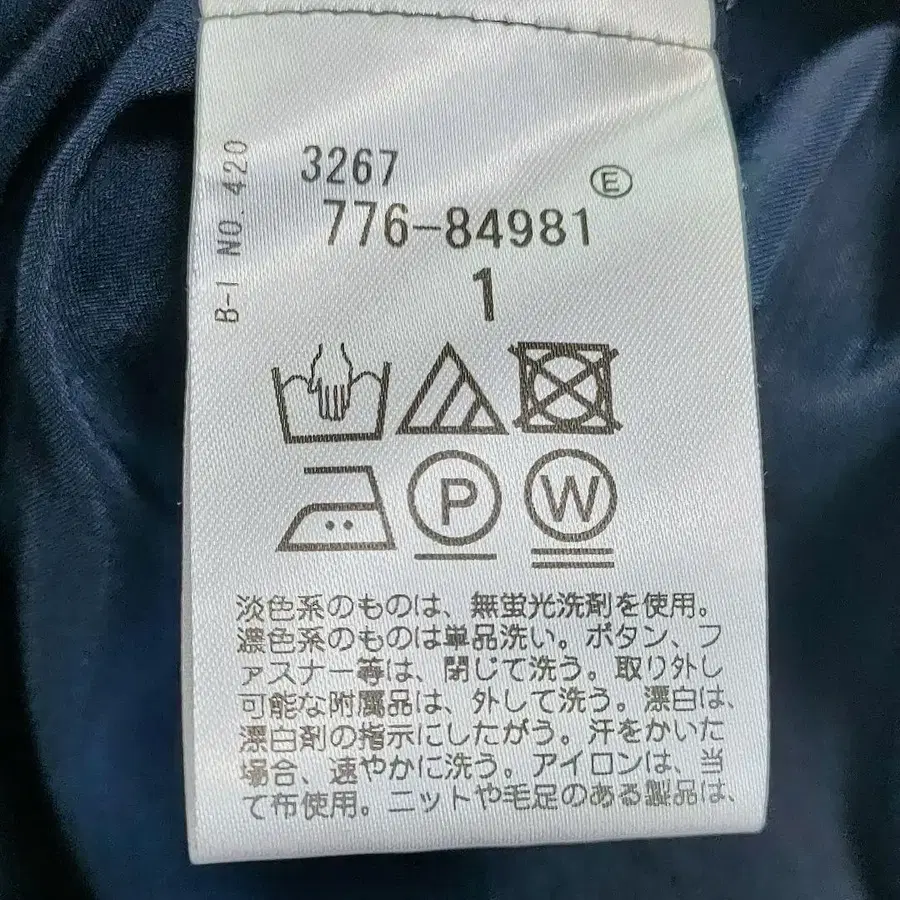 B-1 NO. 420
3267
E
776-84981
1
P
W
淡色系のものは、無蛍光洗剤を使用。
濃色系のものは単品洗い。ボタン、フ
ァスナー等は、閉じて洗う。取り外し
可能な附属品は、外して洗う。漂白は、
漂白剤の指示にしたがう。汗をかいた
場合、速やかに洗う。アイロンは、当
て布使用。ニットや毛足のある製品は、